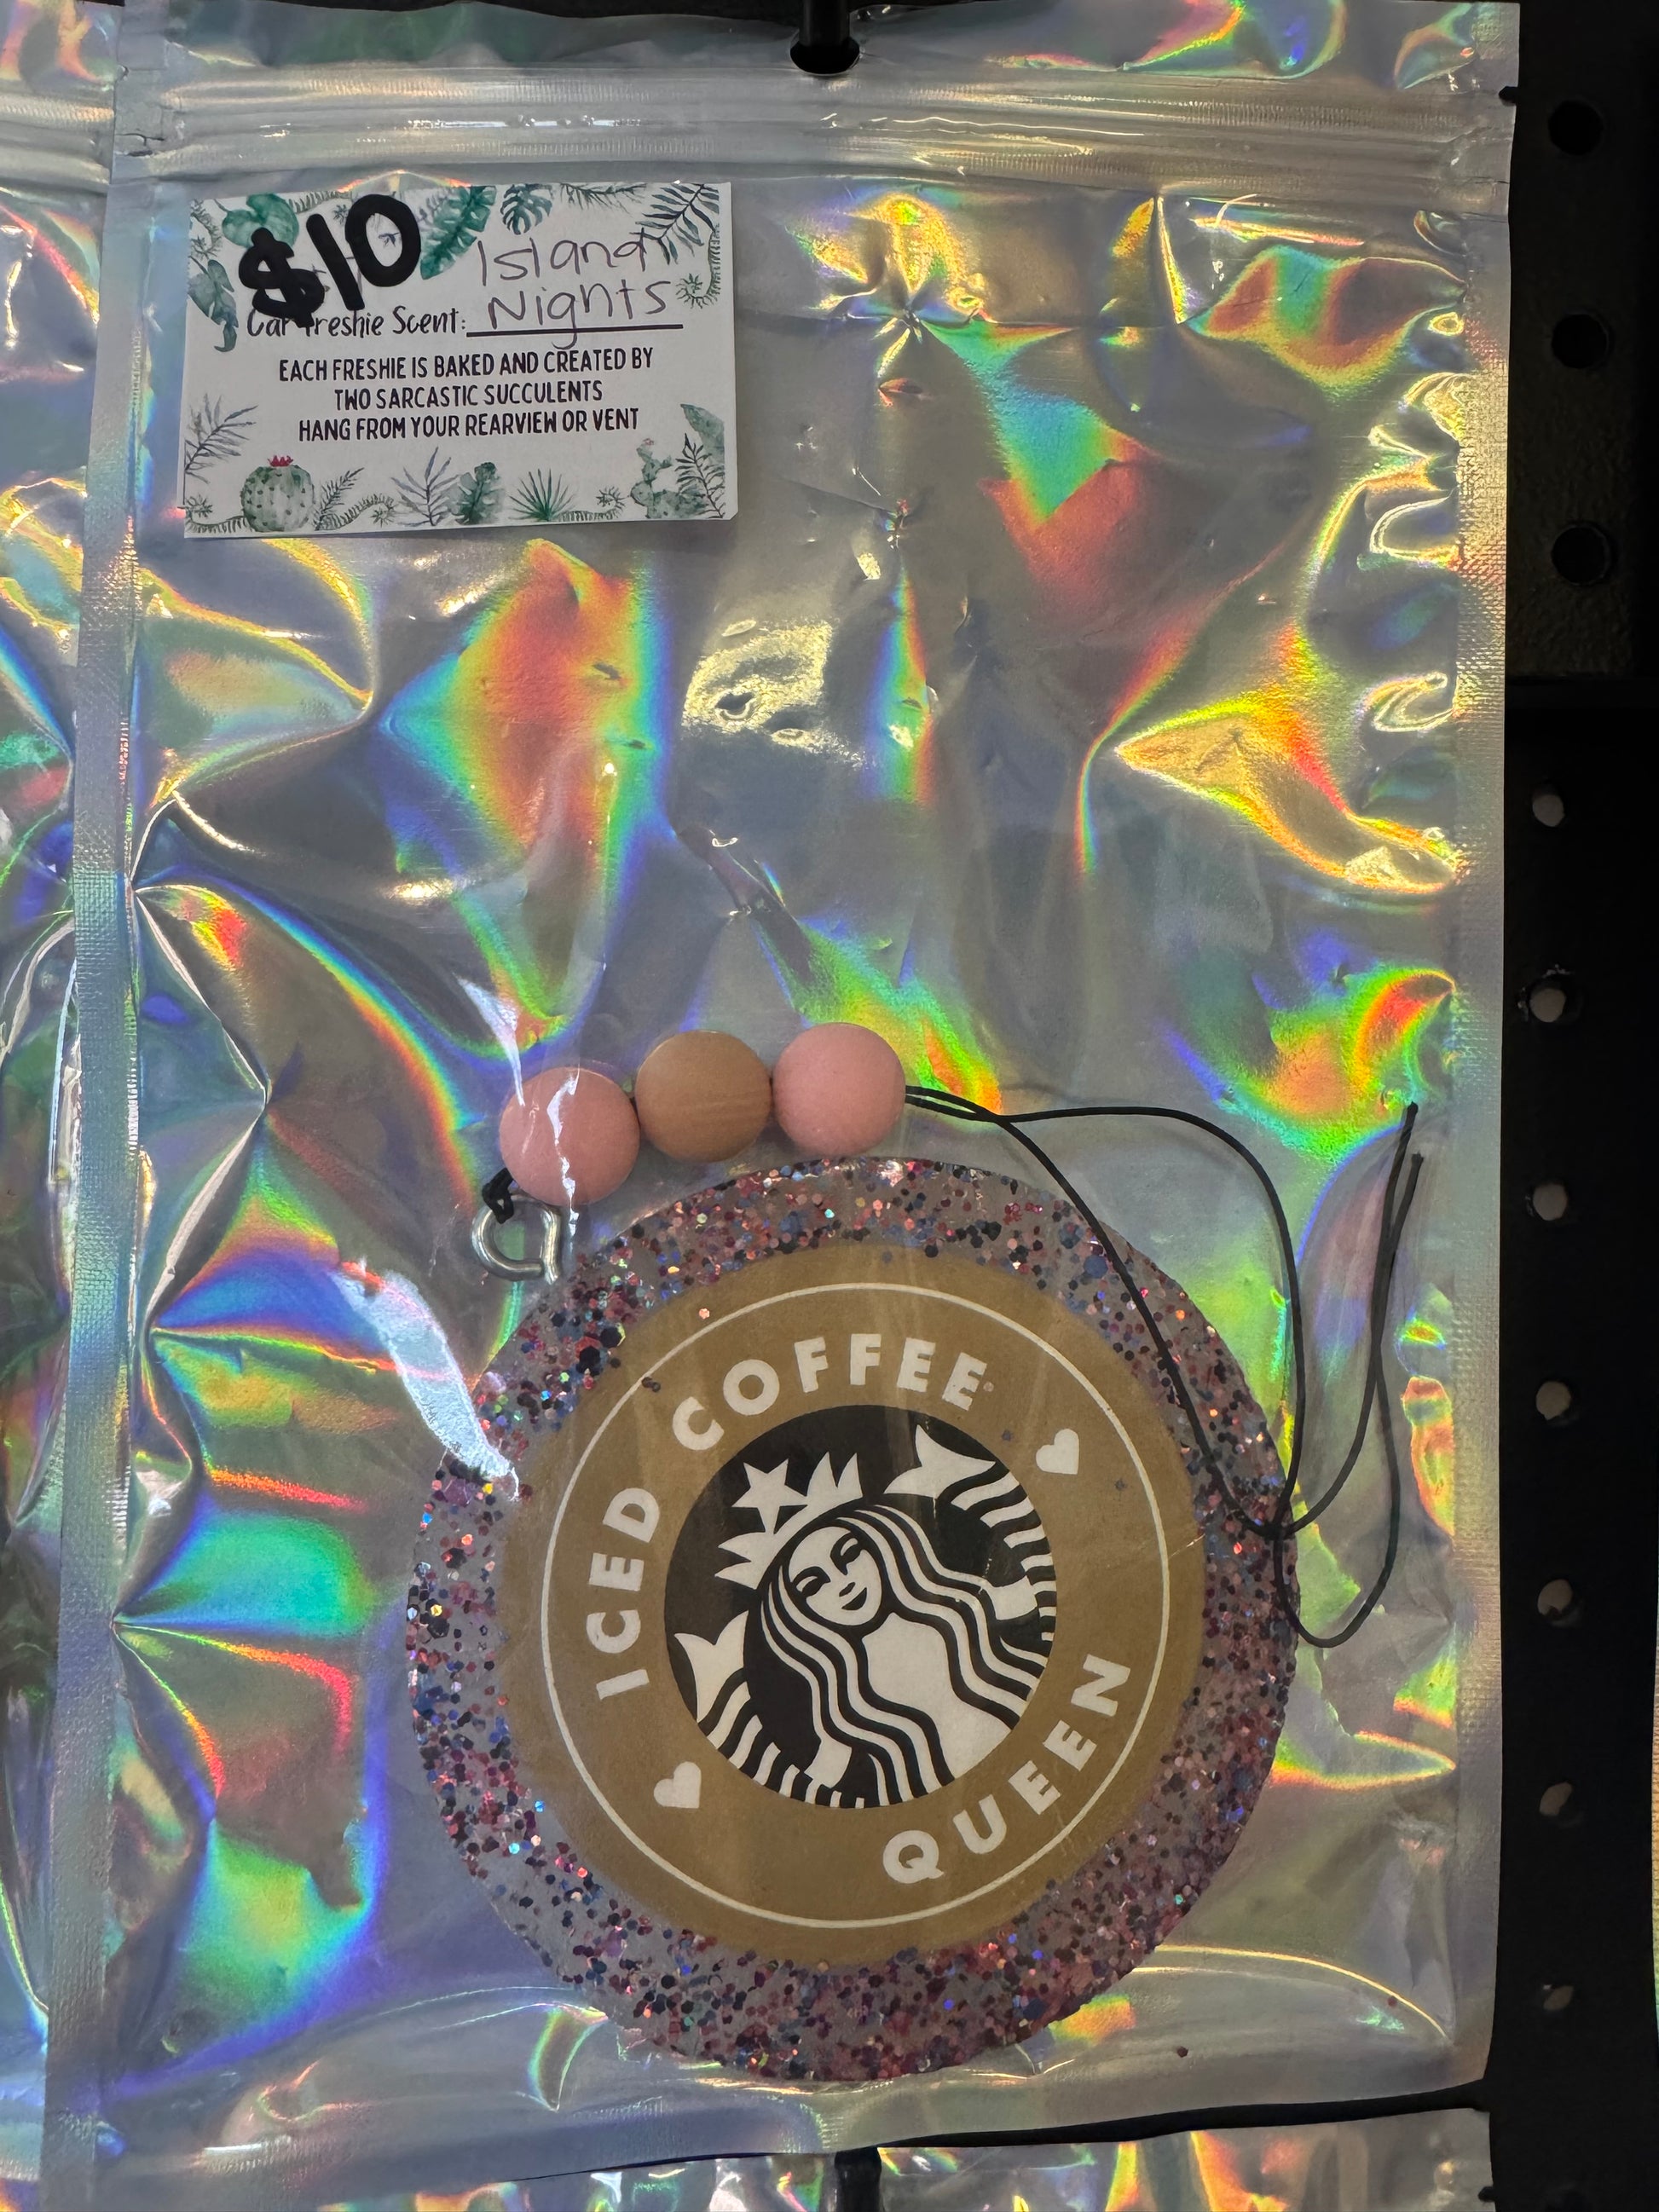 $10
Island
Car Freshie Scent: Nights
EACH FRESHIE IS BAKED AND CREATED BY
TWO SARCASTIC SUCCULENTS
HANG FROM YOUR REARVIEW OR VENT
ICED COFFEE
QUEEN